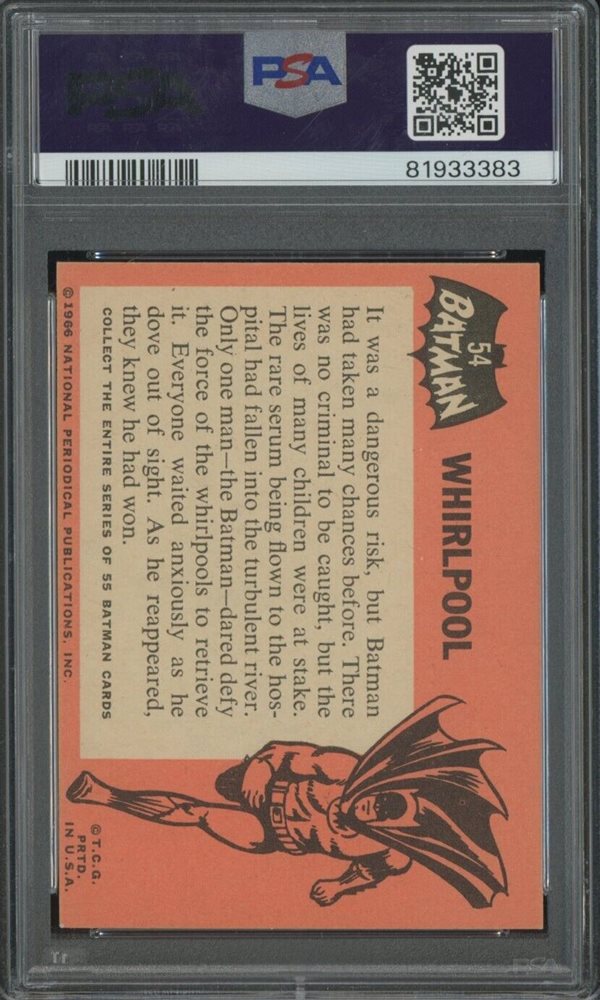 PSA
81933383
54
BATMAN
WHIRLPOOL
It was a dangerous risk, but Batman
had taken many chances before. There
was no criminal to be caught, but the
lives of many children were at stake.
The rare serum being flown to the hos-
pital had fallen into the turbulent river.
Only one man—the Batman—dared defy
the force of the whirlpools to retrieve
it. Everyone waited anxiously as he
dove out of sight. As he reappeared,
they knew he had won.
COLLECT THE ENTIRE SERIES OF 55 BATMAN CARDS
© 1966 NATIONAL PERIODICAL PUBLICATIONS, INC.
© T.C.G.
PRTD.
IN U.S.A.
PSA